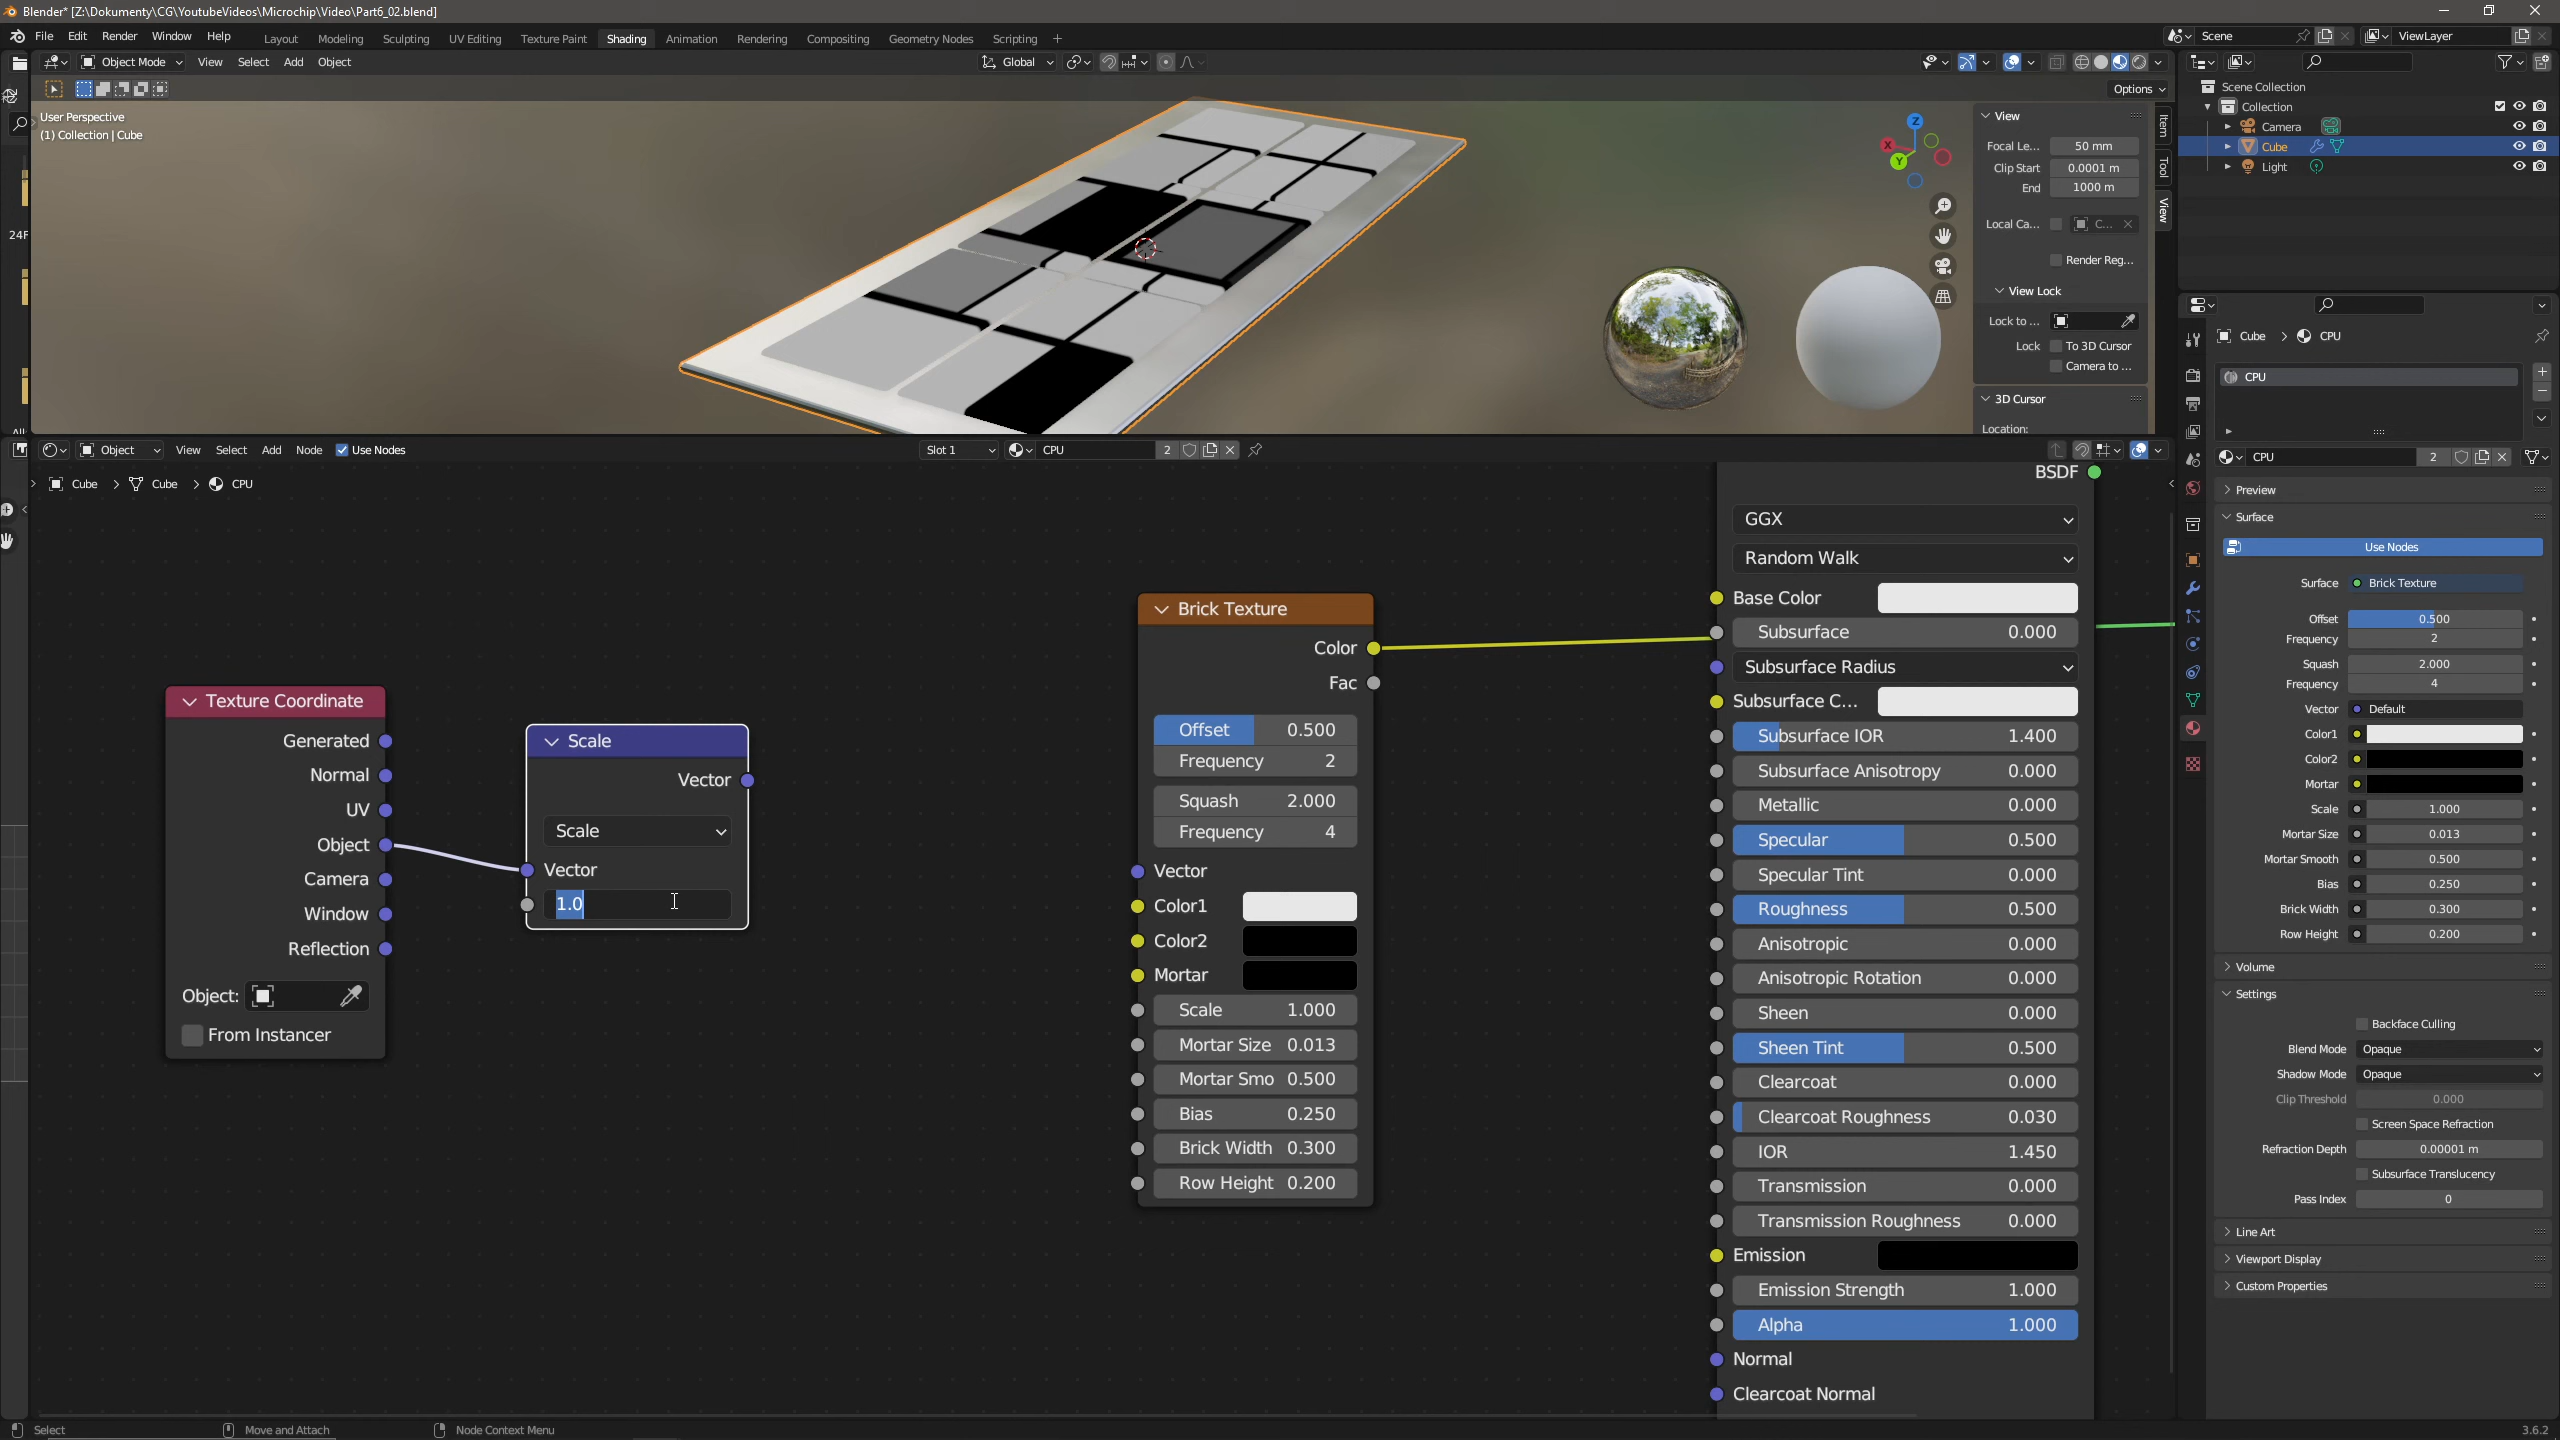 Blender* [Z:\Dokumenty\CG\YoutubeVideos\Microchip\Video\Part6_02.blend]
File Edit Render Window Help Layout Modeling Sculpting UV Editing Texture Paint Shading Animation Rendering Compositing Geometry Nodes Scripting + Scene ViewLayer
Object Mode View Select Add Object Global
Options
User Perspective
(1) Collection | Cube
View
Focal Le... 50 mm
Clip Start 0.0001 m
End 1000 m
Local Ca... C...
Render Reg...
View Lock
Lock to ...
Lock To 3D Cursor
Camera to ...
3D Cursor
Location:
Item
Tool
View
X
Y
Z
24F
Scene Collection
Collection
Camera
Cube
Light
Object View Select Add Node Use Nodes Slot 1 CPU 2
Cube > Cube > CPU
Texture Coordinate
Generated
Normal
UV
Object
Camera
Window
Reflection
Object:
From Instancer
Scale
Vector
Scale
Vector
1.0
Brick Texture
Color
Fac
Offset 0.500
Frequency 2
Squash 2.000
Frequency 4
Vector
Color1
Color2
Mortar
Scale 1.000
Mortar Size 0.013
Mortar Smo 0.500
Bias 0.250
Brick Width 0.300
Row Height 0.200
BSDF
GGX
Random Walk
Base Color
Subsurface 0.000
Subsurface Radius
Subsurface C...
Subsurface IOR 1.400
Subsurface Anisotropy 0.000
Metallic 0.000
Specular 0.500
Specular Tint 0.000
Roughness 0.500
Anisotropic 0.000
Anisotropic Rotation 0.000
Sheen 0.000
Sheen Tint 0.500
Clearcoat 0.000
Clearcoat Roughness 0.030
IOR 1.450
Transmission 0.000
Transmission Roughness 0.000
Emission
Emission Strength 1.000
Alpha 1.000
Normal
Clearcoat Normal
Cube > CPU
CPU
CPU 2
Preview
Surface
Use Nodes
Surface Brick Texture
Offset 0.500
Frequency 2
Squash 2.000
Frequency 4
Vector Default
Color1
Color2
Mortar
Scale 1.000
Mortar Size 0.013
Mortar Smooth 0.500
Bias 0.250
Brick Width 0.300
Row Height 0.200
Volume
Settings
Backface Culling
Blend Mode Opaque
Shadow Mode Opaque
Clip Threshold 0.000
Screen Space Refraction
Refraction Depth 0.00001 m
Subsurface Translucency
Pass Index 0
Line Art
Viewport Display
Custom Properties
Select Move and Attach Node Context Menu 3.6.2